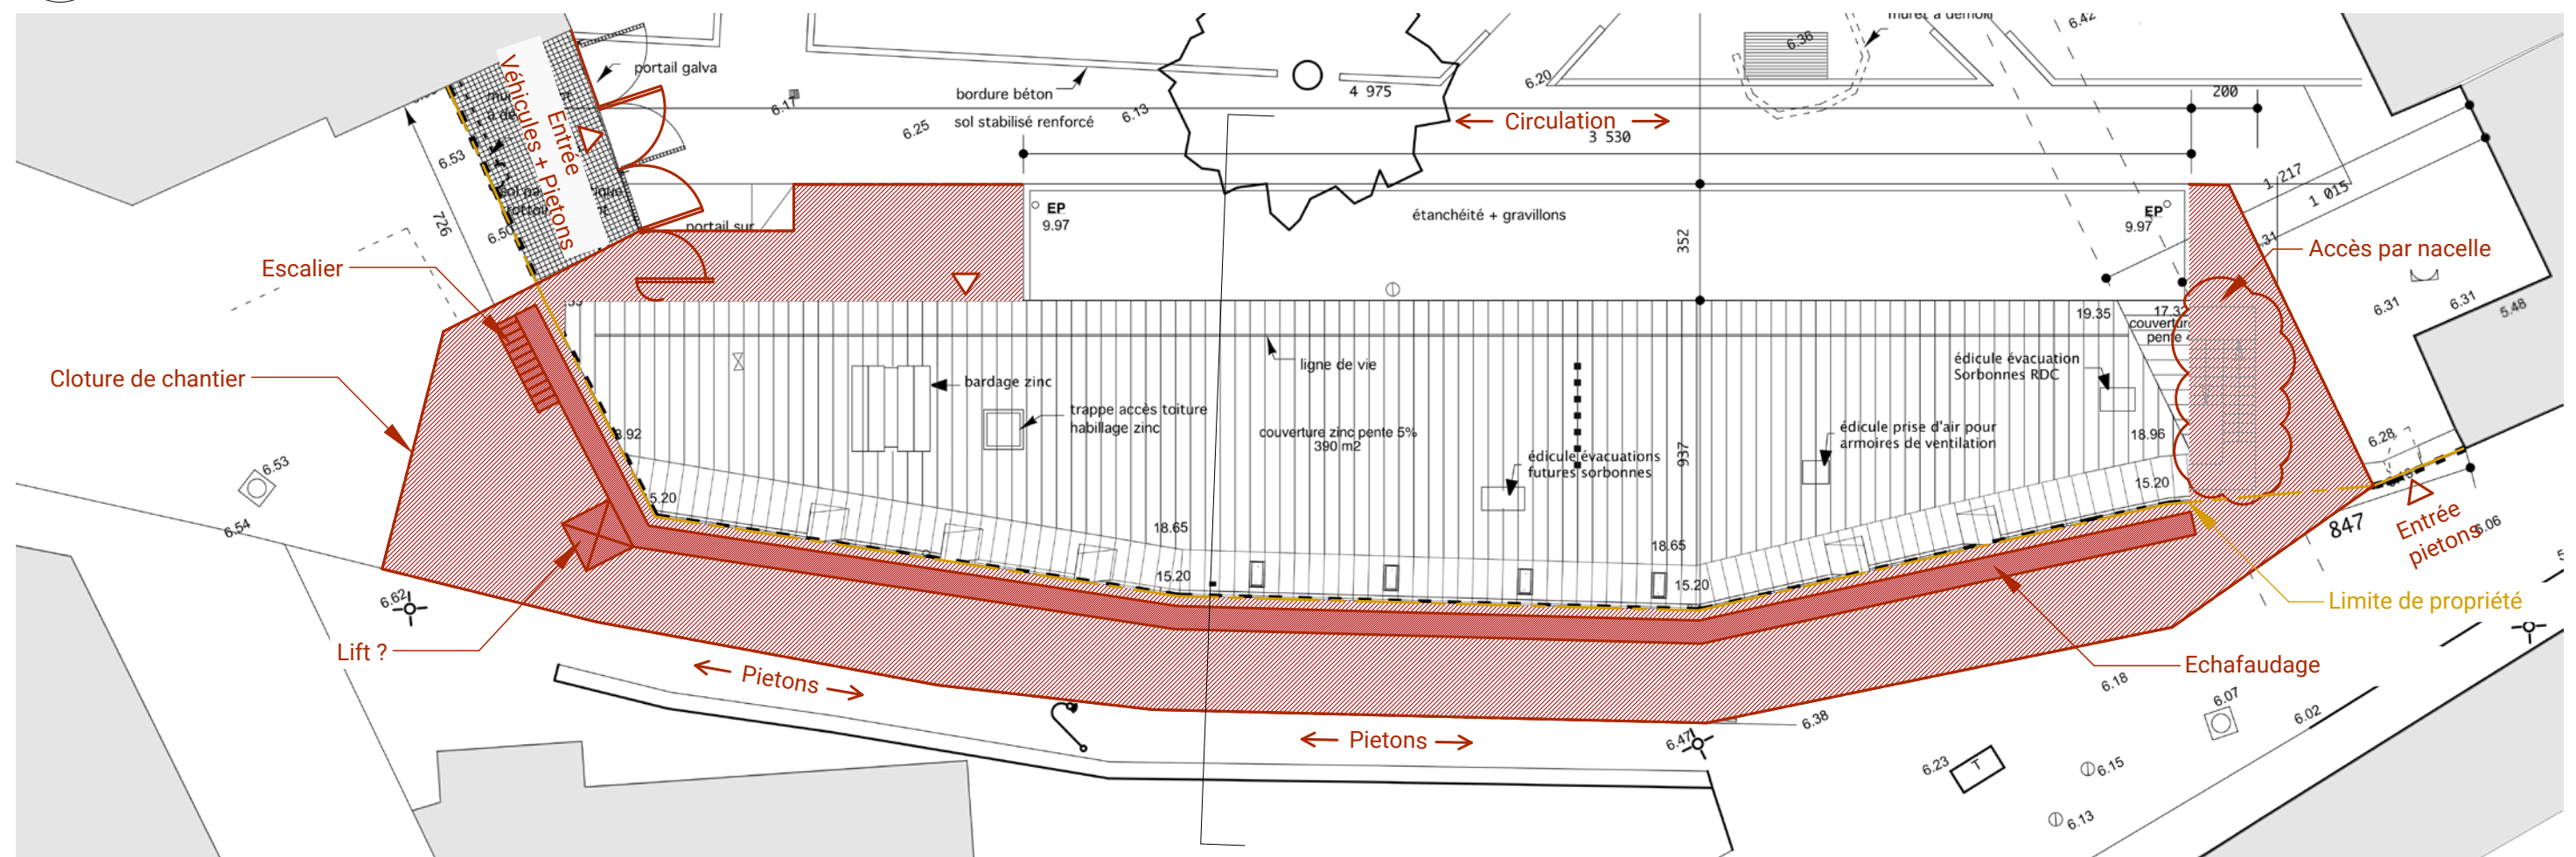 portail galva
bordure béton
sol stabilisé renforcé
6.17
6.25
6.13
4 975
6.20
6.36
muret à démolir
6.42
200
Circulation
3 530
1 217
1 015
Entrée
Véhicules + Pietons
6.53
726
6.50
portail sur
EP
9.97
étanchéité + gravillons
352
EP
9.97
Accès par nacelle
6.31
6.31
5.48
Escalier
Cloture de chantier
ligne de vie
bardage zinc
trappe accès toiture
habillage zinc
couverture zinc pente 5%
390 m2
édicule évacuations
futures sorbonnes
937
édicule prise d'air pour
armoires de ventilation
édicule évacuation
Sorbonnes RDC
19.35
17.32
18.96
15.20
6.28
847
Entrée
pietons
6.06
Limite de propriété
6.53
6.54
6.62
Lift ?
15.20
18.65
15.20
18.65
15.20
Pietons
Pietons
Echafaudage
6.38
6.47
6.18
6.07
6.02
6.23
T
6.15
6.13